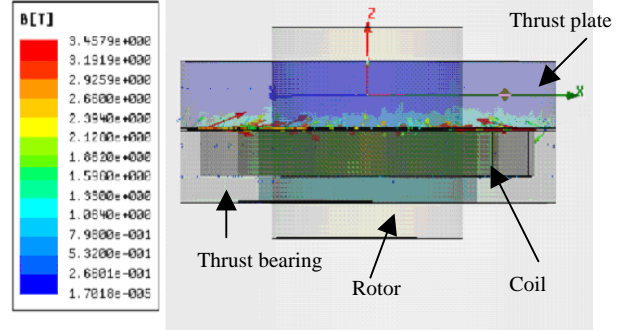 B[T]
3.4579e+000
3.1919e+000
2.9259e+000
2.6600e+000
2.3940e+000
2.1280e+000
1.8620e+000
1.5960e+000
1.3300e+000
1.0640e+000
7.9800e-001
5.3200e-001
2.6601e-001
1.7018e-005
Z
X
Thrust plate
Thrust bearing
Rotor
Coil